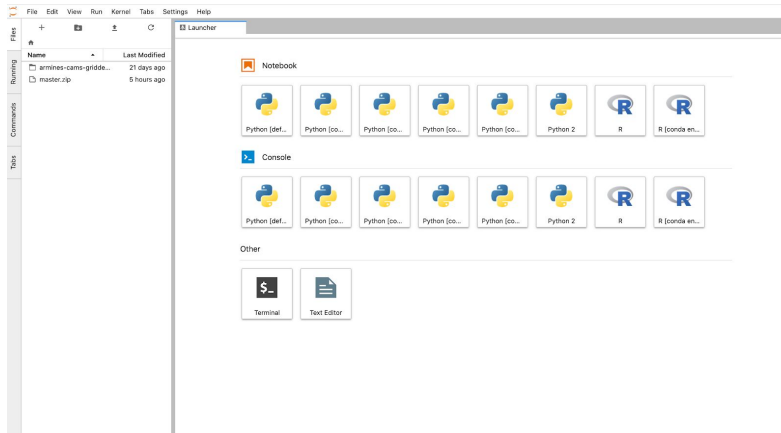 File Edit View Run Kernel Tabs Settings Help
Files
Running
Commands
Tabs
Name Last Modified
armines-cams-gridde... 21 days ago
master.zip 5 hours ago
Launcher
Notebook
Python [def... Python [co... Python [co... Python [co... Python [co... Python 2 R R [conda en...
>_ Console
Python [def... Python [co... Python [co... Python [co... Python [co... Python 2 R R [conda en...
Other
$_
Terminal Text Editor